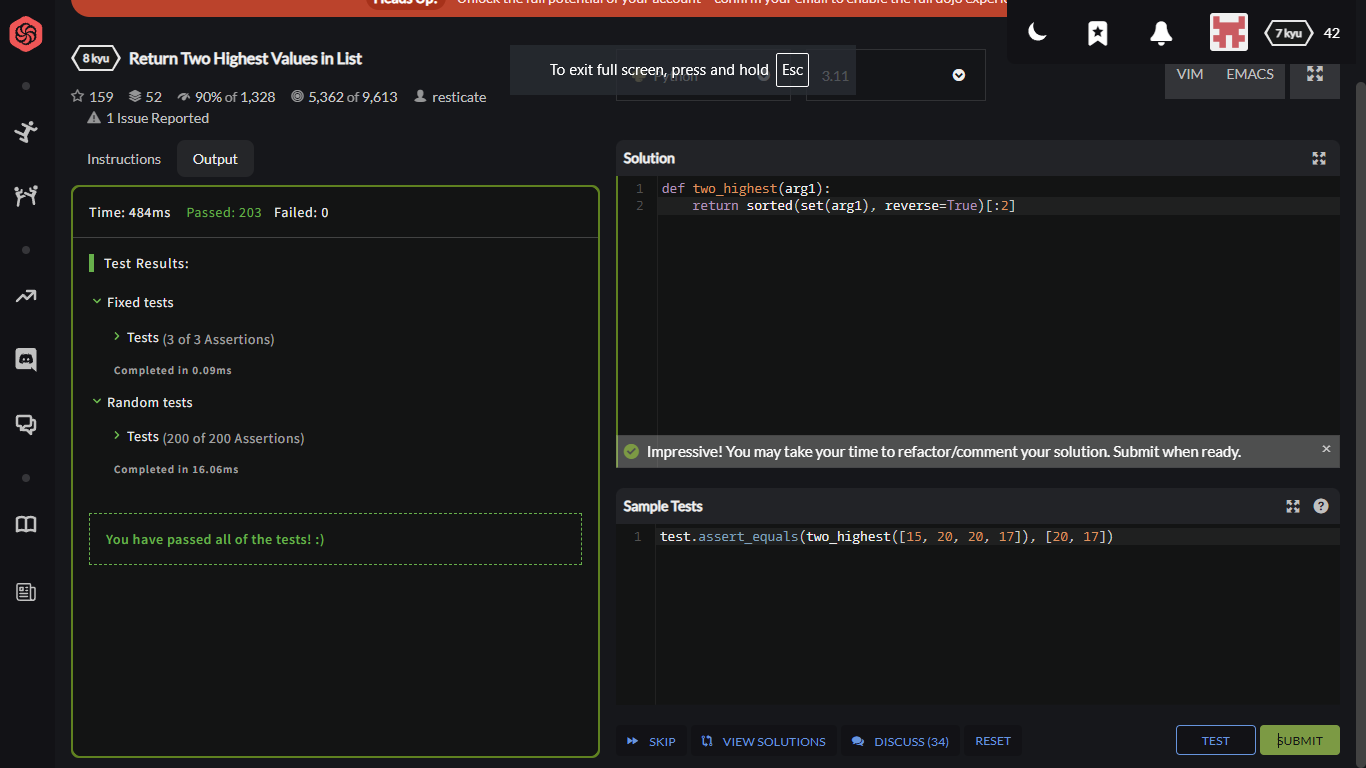 Heads Up! Unlock the full potential of your account - confirm your email to enable the full dojo experi
7 kyu 42
8 kyu Return Two Highest Values in List
To exit full screen, press and hold Esc
Python
3.11
VIM EMACS
159 52 90% of 1,328 5,362 of 9,613 resticate
1 Issue Reported
Instructions Output
Time: 484ms Passed: 203 Failed: 0
Test Results:
Fixed tests
Tests (3 of 3 Assertions)
Completed in 0.09ms
Random tests
Tests (200 of 200 Assertions)
Completed in 16.06ms
You have passed all of the tests! :)
Solution
1 def two_highest(arg1):
2 return sorted(set(arg1), reverse=True)[:2]
Impressive! You may take your time to refactor/comment your solution. Submit when ready.
Sample Tests
?
1 test.assert_equals(two_highest([15, 20, 20, 17]), [20, 17])
SKIP VIEW SOLUTIONS DISCUSS (34) RESET
TEST SUBMIT